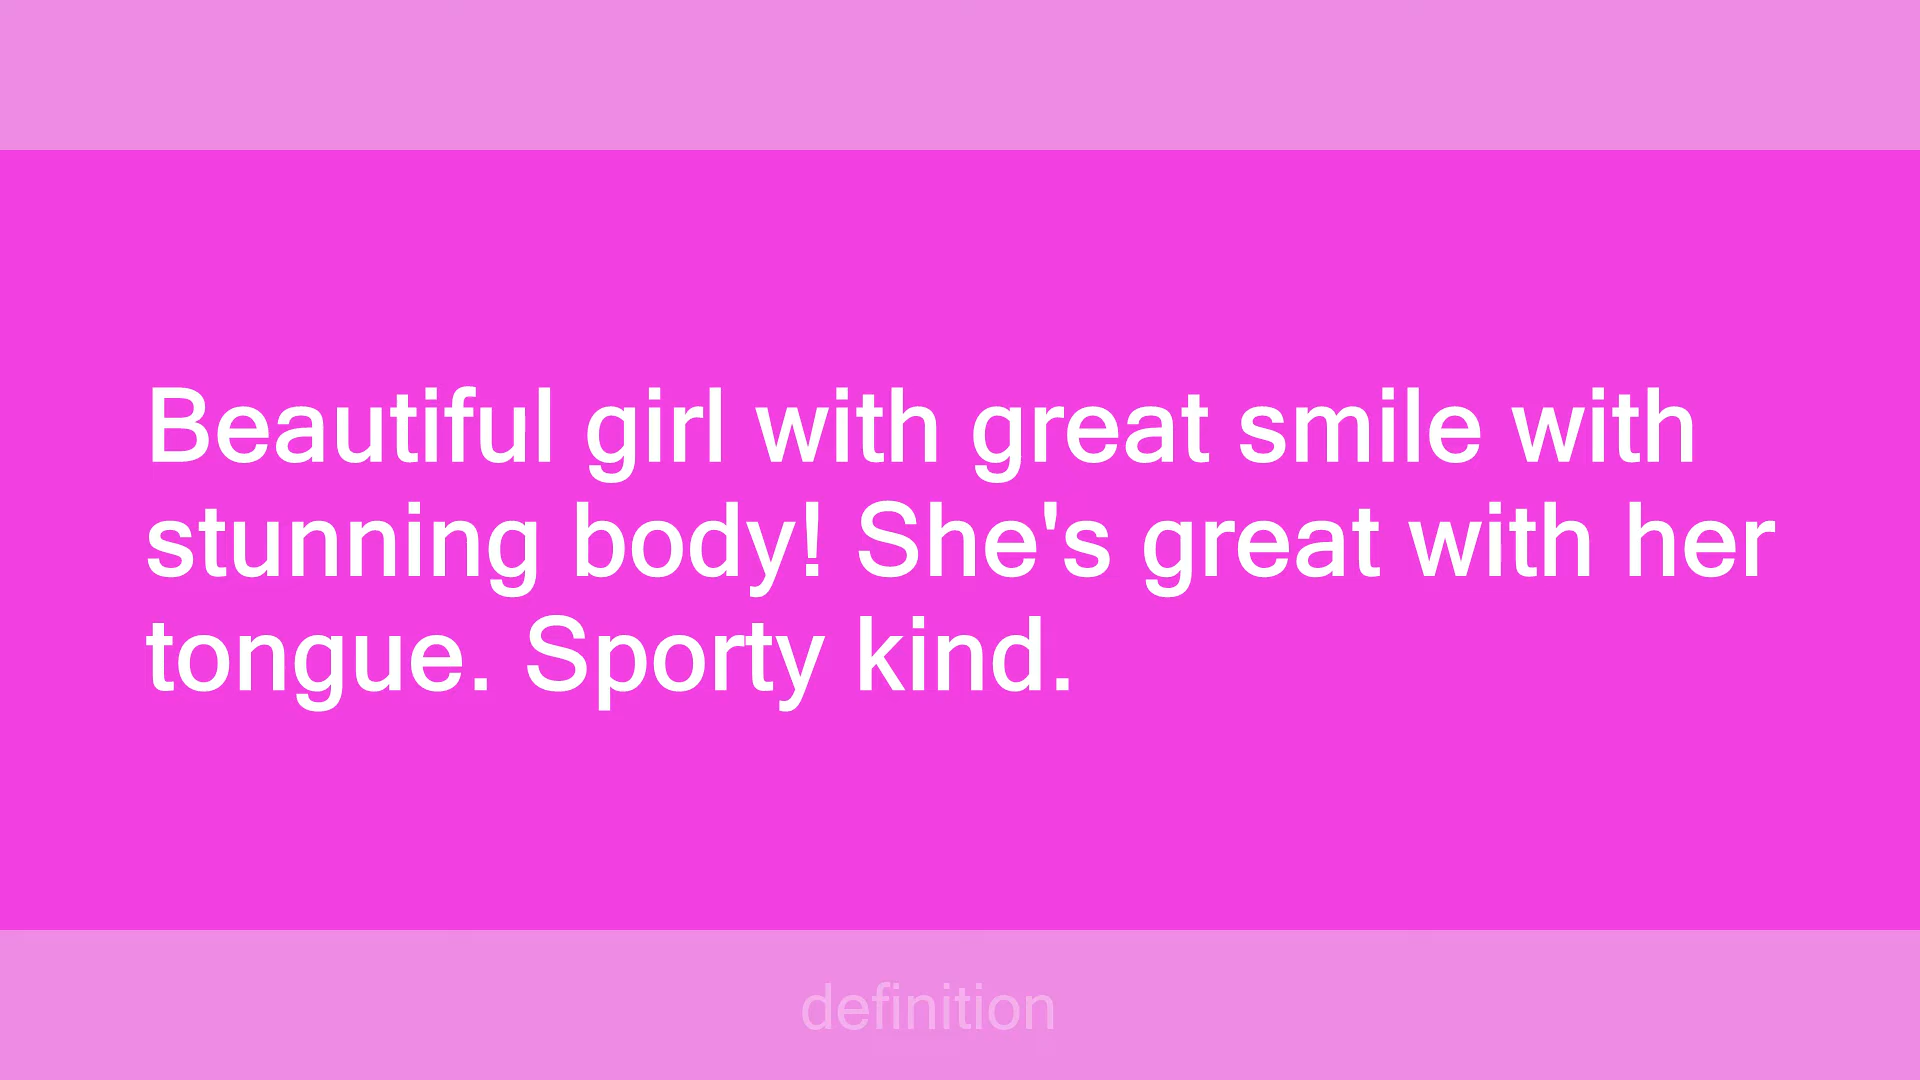 Beautiful girl with great smile with
stunning body! She's great with her
tongue. Sporty kind.
definition